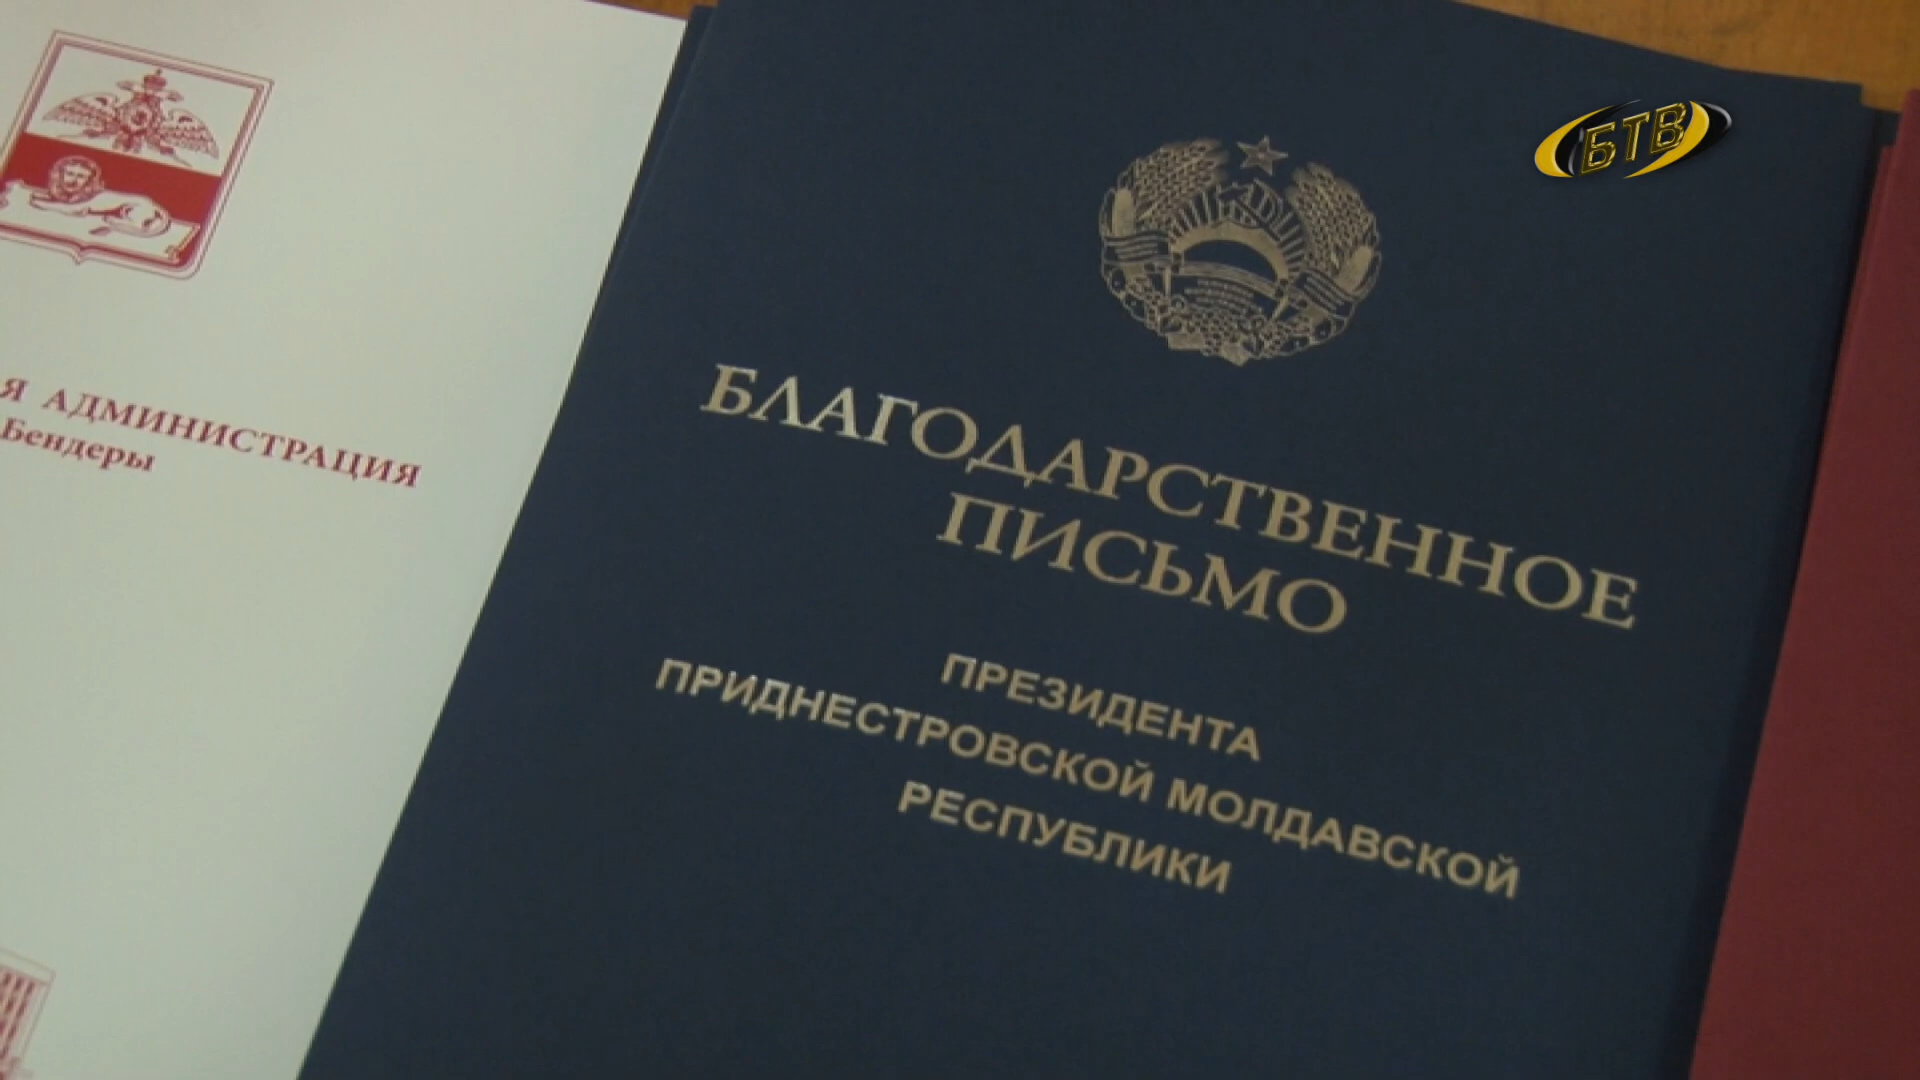 БТВ
Я АДМИНИСТРАЦИЯ
Бендеры
БЛАГОДАРСТВЕННОЕ
ПИСЬМО
ПРЕЗИДЕНТА
ПРИДНЕСТРОВСКОЙ МОЛДАВСКОЙ
РЕСПУБЛИКИ